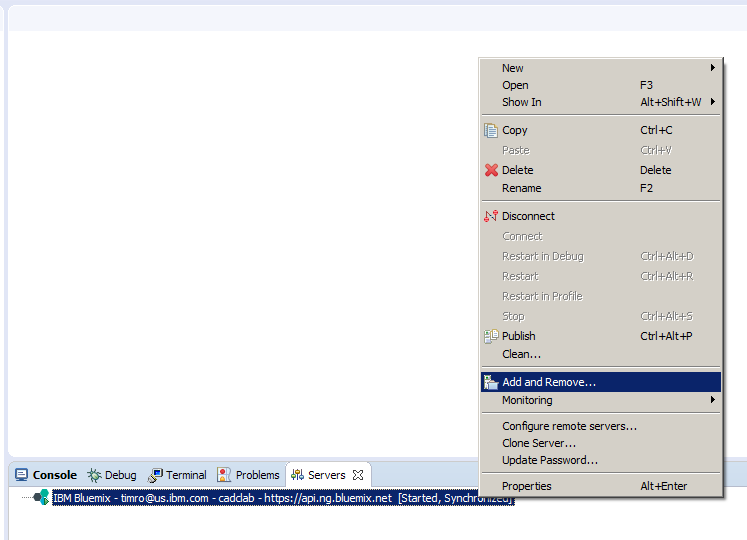 New
Open F3
Show In Alt+Shift+W
Copy Ctrl+C
Paste Ctrl+V
Delete Delete
Rename F2
Disconnect
Connect
Restart in Debug Ctrl+Alt+D
Restart Ctrl+Alt+R
Restart in Profile
Stop Ctrl+Alt+S
Publish Ctrl+Alt+P
Clean...
Add and Remove...
Monitoring
Configure remote servers...
Clone Server...
Update Password...
Properties Alt+Enter
Console Debug Terminal Problems Servers
IBM Bluemix - timro@us.ibm.com - caddab - https://api.ng.bluemix.net [Started, Synchronized]